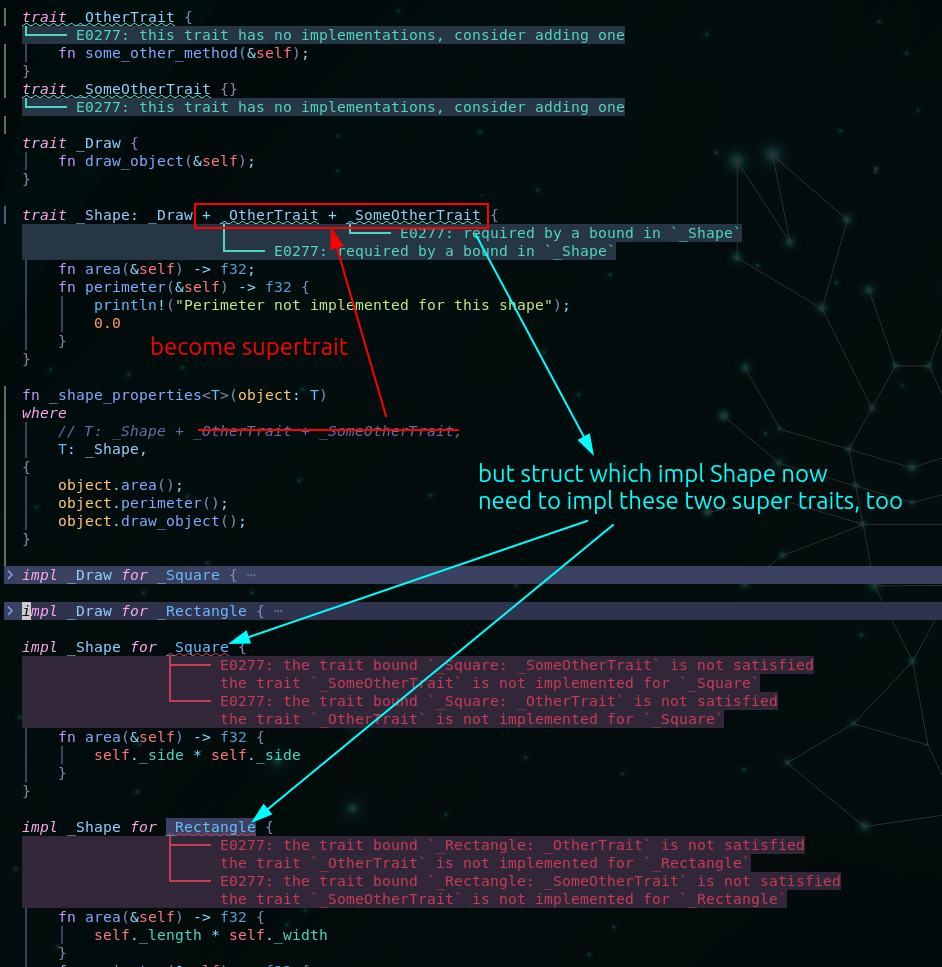 trait _OtherTrait {
E0277: this trait has no implementations, consider adding one
fn some_other_method(&self);
}
trait _SomeOtherTrait {}
E0277: this trait has no implementations, consider adding one
trait _Draw {
fn draw_object(&self);
}
trait _Shape: _Draw + _OtherTrait + _SomeOtherTrait {
E0277: required by a bound in `_Shape`
E0277: required by a bound in `_Shape`
fn area(&self) -> f32;
fn perimeter(&self) -> f32 {
println!("Perimeter not implemented for this shape");
0.0
}
become supertrait
}
fn _shape_properties<T>(object: T)
where
// T: _Shape + _OtherTrait + _SomeOtherTrait,
T: _Shape,
{
but struct which impl Shape now
need to impl these two super traits, too
object.area();
object.perimeter();
object.draw_object();
}
impl _Draw for _Square { ⋯
impl _Draw for _Rectangle { ⋯
impl _Shape for _Square {
E0277: the trait bound `_Square: _SomeOtherTrait` is not satisfied
the trait `_SomeOtherTrait` is not implemented for `_Square`
E0277: the trait bound `_Square: _OtherTrait` is not satisfied
the trait `_OtherTrait` is not implemented for `_Square`
fn area(&self) -> f32 {
self._side * self._side
}
}
impl _Shape for _Rectangle {
E0277: the trait bound `_Rectangle: _OtherTrait` is not satisfied
the trait `_OtherTrait` is not implemented for `_Rectangle`
E0277: the trait bound `_Rectangle: _SomeOtherTrait` is not satisfied
the trait `_SomeOtherTrait` is not implemented for `_Rectangle`
fn area(&self) -> f32 {
self._length * self._width
}